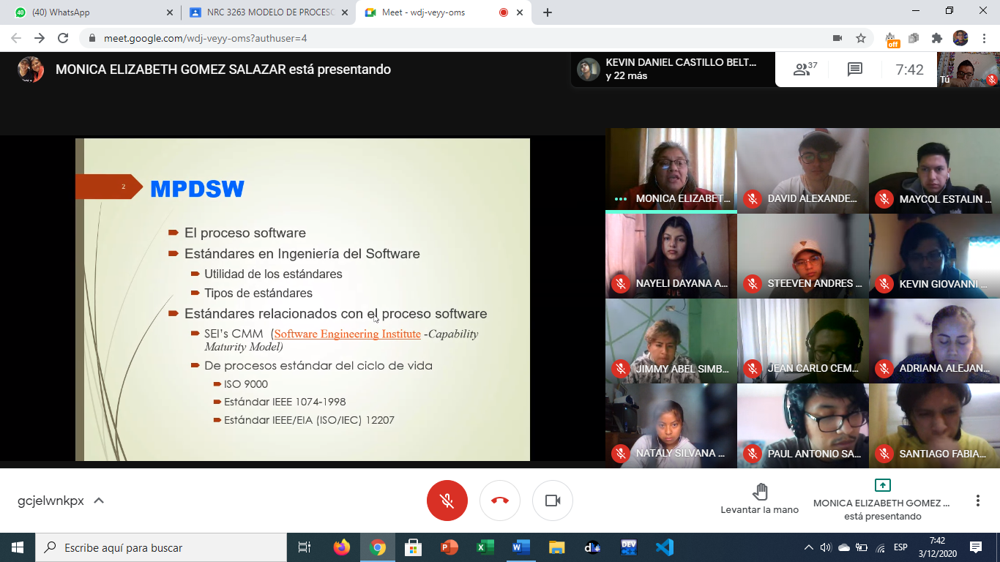 (40) WhatsApp
NRC 3263 MODELO DE PROCESO
Meet - wdj-veyy-oms
meet.google.com/wdj-veyy-oms?authuser=4
off
MONICA ELIZABETH GOMEZ SALAZAR está presentando
KEVIN DANIEL CASTILLO BELT...
y 22 más
37
7:42
Tú
2
MPDSW
El proceso software
Estándares en Ingeniería del Software
Utilidad de los estándares
Tipos de estándares
Estándares relacionados con el proceso software
SEI's CMM (Software Engineering Institute -Capability
Maturity Model)
De procesos estándar del ciclo de vida
ISO 9000
Estándar IEEE 1074-1998
Estándar IEEE/EIA (ISO/IEC) 12207
MONICA ELIZABET...
DAVID ALEXANDE...
MAYCOL ESTALIN ...
NAYELI DAYANA A...
STEEVEN ANDRES ...
KEVIN GIOVANNI ...
JIMMY ABEL SIMB...
JEAN CARLO CEM...
ADRIANA ALEJAN...
NATALY SILVANA ...
PAUL ANTONIO SA...
SANTIAGO FABIA...
gcjelwnkpx
Levantar la mano
MONICA ELIZABETH GOMEZ ...
está presentando
Escribe aquí para buscar
DEV
ESP
7:42
3/12/2020